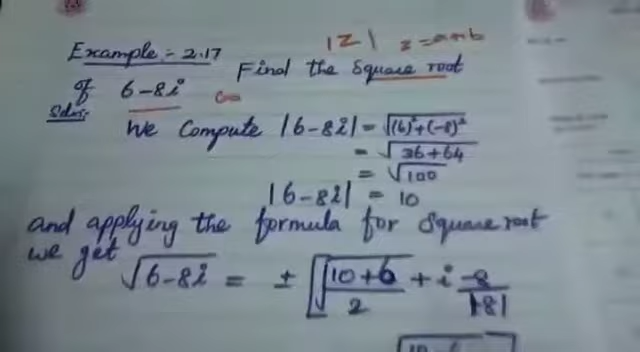 |Z| z=a+ib
Example:- 2.17 Find the Square root
of 6-8i
Soln:
We Compute |6-8i| = √(6)²+(-8)²
= √36+64
= √100
|6-8i| = 10
and applying the formula for Square root
we get
√6-8i = ± [√10+6/2 + i -8/|-8|